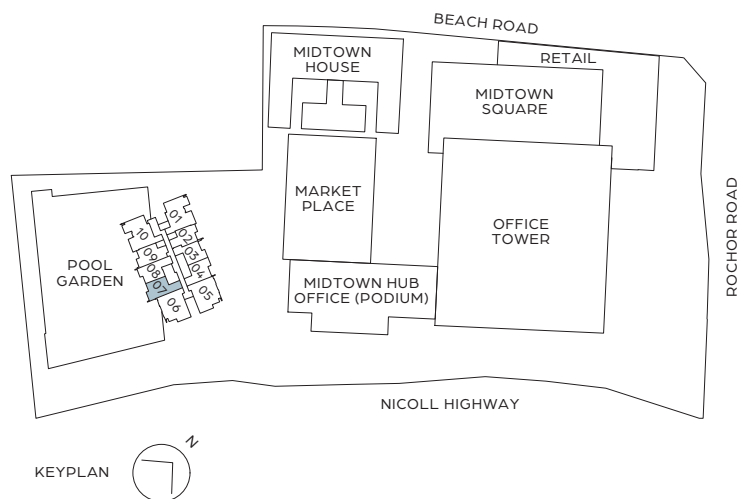 BEACH ROAD
MIDTOWN
HOUSE
RETAIL
MIDTOWN
SQUARE
ROCHOR ROAD
MARKET
PLACE
OFFICE
TOWER
01
10
02
09
03
08
04
07
05
06
POOL
GARDEN
MIDTOWN HUB
OFFICE (PODIUM)
NICOLL HIGHWAY
N
KEYPLAN